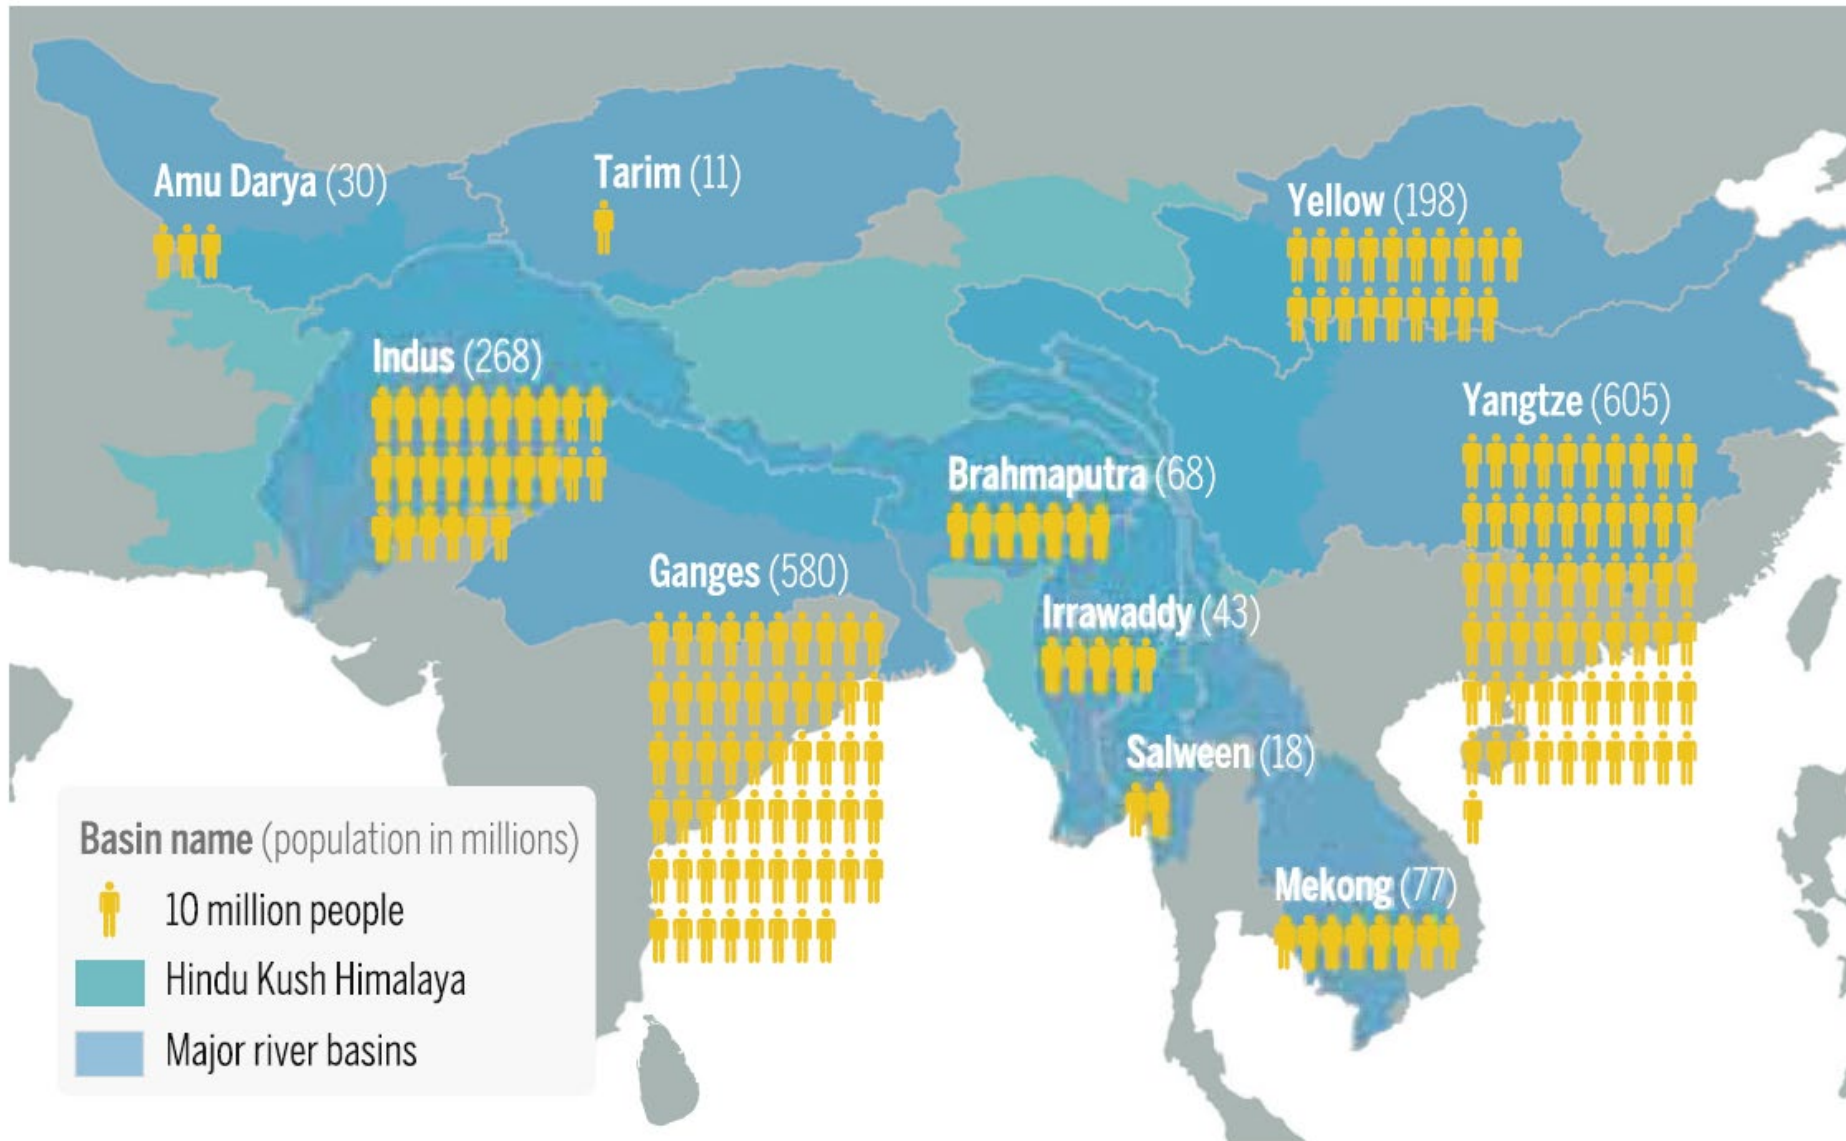 Amu Darya (30)
Tarim (11)
Yellow (198)
Indus (268)
Yangtze (605)
Brahmaputra (68)
Ganges (580)
Irrawaddy (43)
Salween (18)
Mekong (77)
Basin name (population in millions)
10 million people
Hindu Kush Himalaya
Major river basins